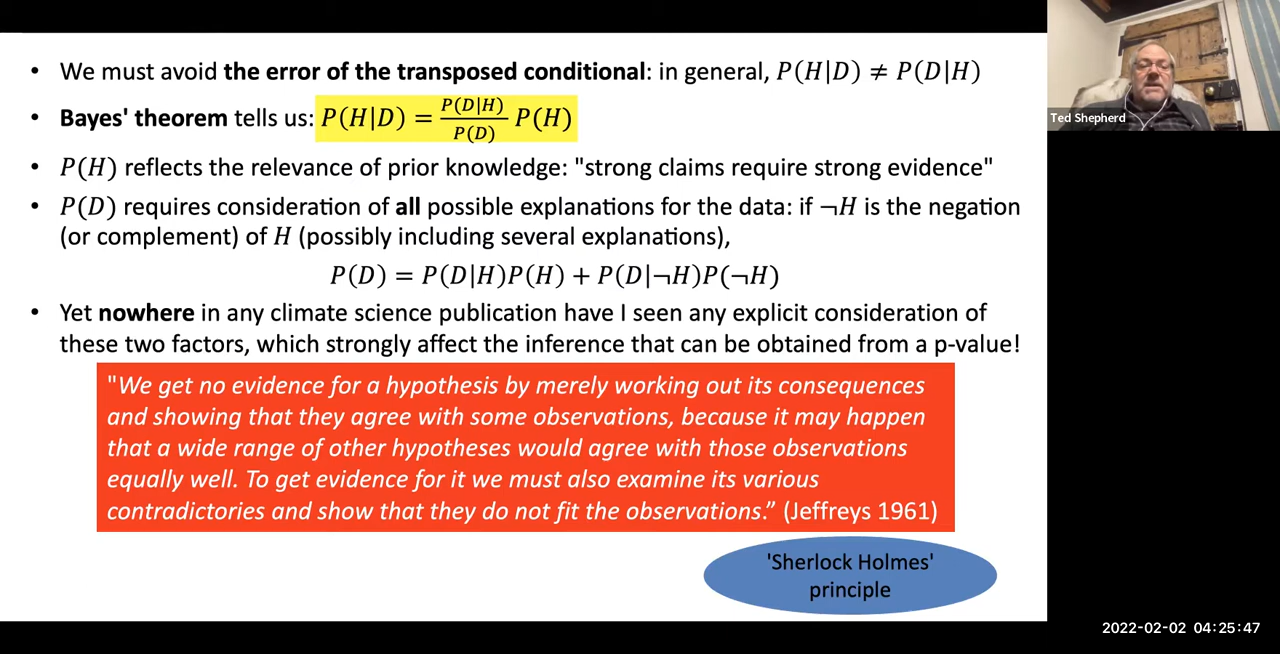 • We must avoid the error of the transposed conditional: in general, P(H|D) ≠ P(D|H)
• Bayes' theorem tells us: P(H|D) = P(D|H)/P(D) P(H)
• P(H) reflects the relevance of prior knowledge: "strong claims require strong evidence"
• P(D) requires consideration of all possible explanations for the data: if ¬H is the negation
(or complement) of H (possibly including several explanations),
P(D) = P(D|H)P(H) + P(D|¬H)P(¬H)
• Yet nowhere in any climate science publication have I seen any explicit consideration of
these two factors, which strongly affect the inference that can be obtained from a p-value!
"We get no evidence for a hypothesis by merely working out its consequences
and showing that they agree with some observations, because it may happen
that a wide range of other hypotheses would agree with those observations
equally well. To get evidence for it we must also examine its various
contradictories and show that they do not fit the observations.” (Jeffreys 1961)
'Sherlock Holmes'
principle
Ted Shepherd
2022-02-02 04:25:47